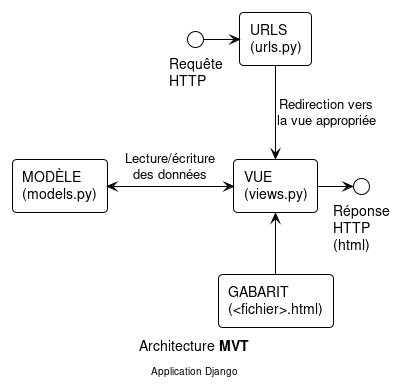 URLS
(urls.py)
Requête
HTTP
Redirection vers
la vue appropriée
Lecture/écriture
des données
MODÈLE
(models.py)
VUE
(views.py)
Réponse
HTTP
(html)
GABARIT
(<fichier>.html)
Architecture MVT
Application Django